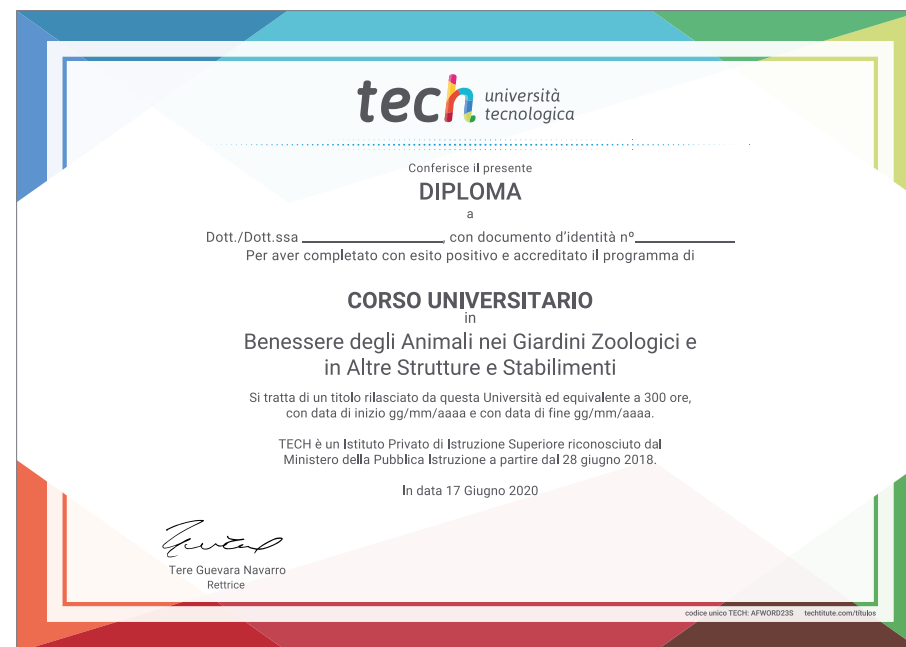 tech università
tecnologica
Conferisce il presente
DIPLOMA
a
Dott./Dott.ssa ____________________, con documento d'identità nº______________
Per aver completato con esito positivo e accreditato il programma di
CORSO UNIVERSITARIO
in
Benessere degli Animali nei Giardini Zoologici e
in Altre Strutture e Stabilimenti
Si tratta di un titolo rilasciato da questa Università ed equivalente a 300 ore,
con data di inizio gg/mm/aaaa e con data di fine gg/mm/aaaa.
TECH è un Istituto Privato di Istruzione Superiore riconosciuto dal
Ministero della Pubblica Istruzione a partire dal 28 giugno 2018.
In data 17 Giugno 2020
Tere Guevara Navarro
Rettrice
codice unico TECH: AFWORD23S techtitute.com/títulos